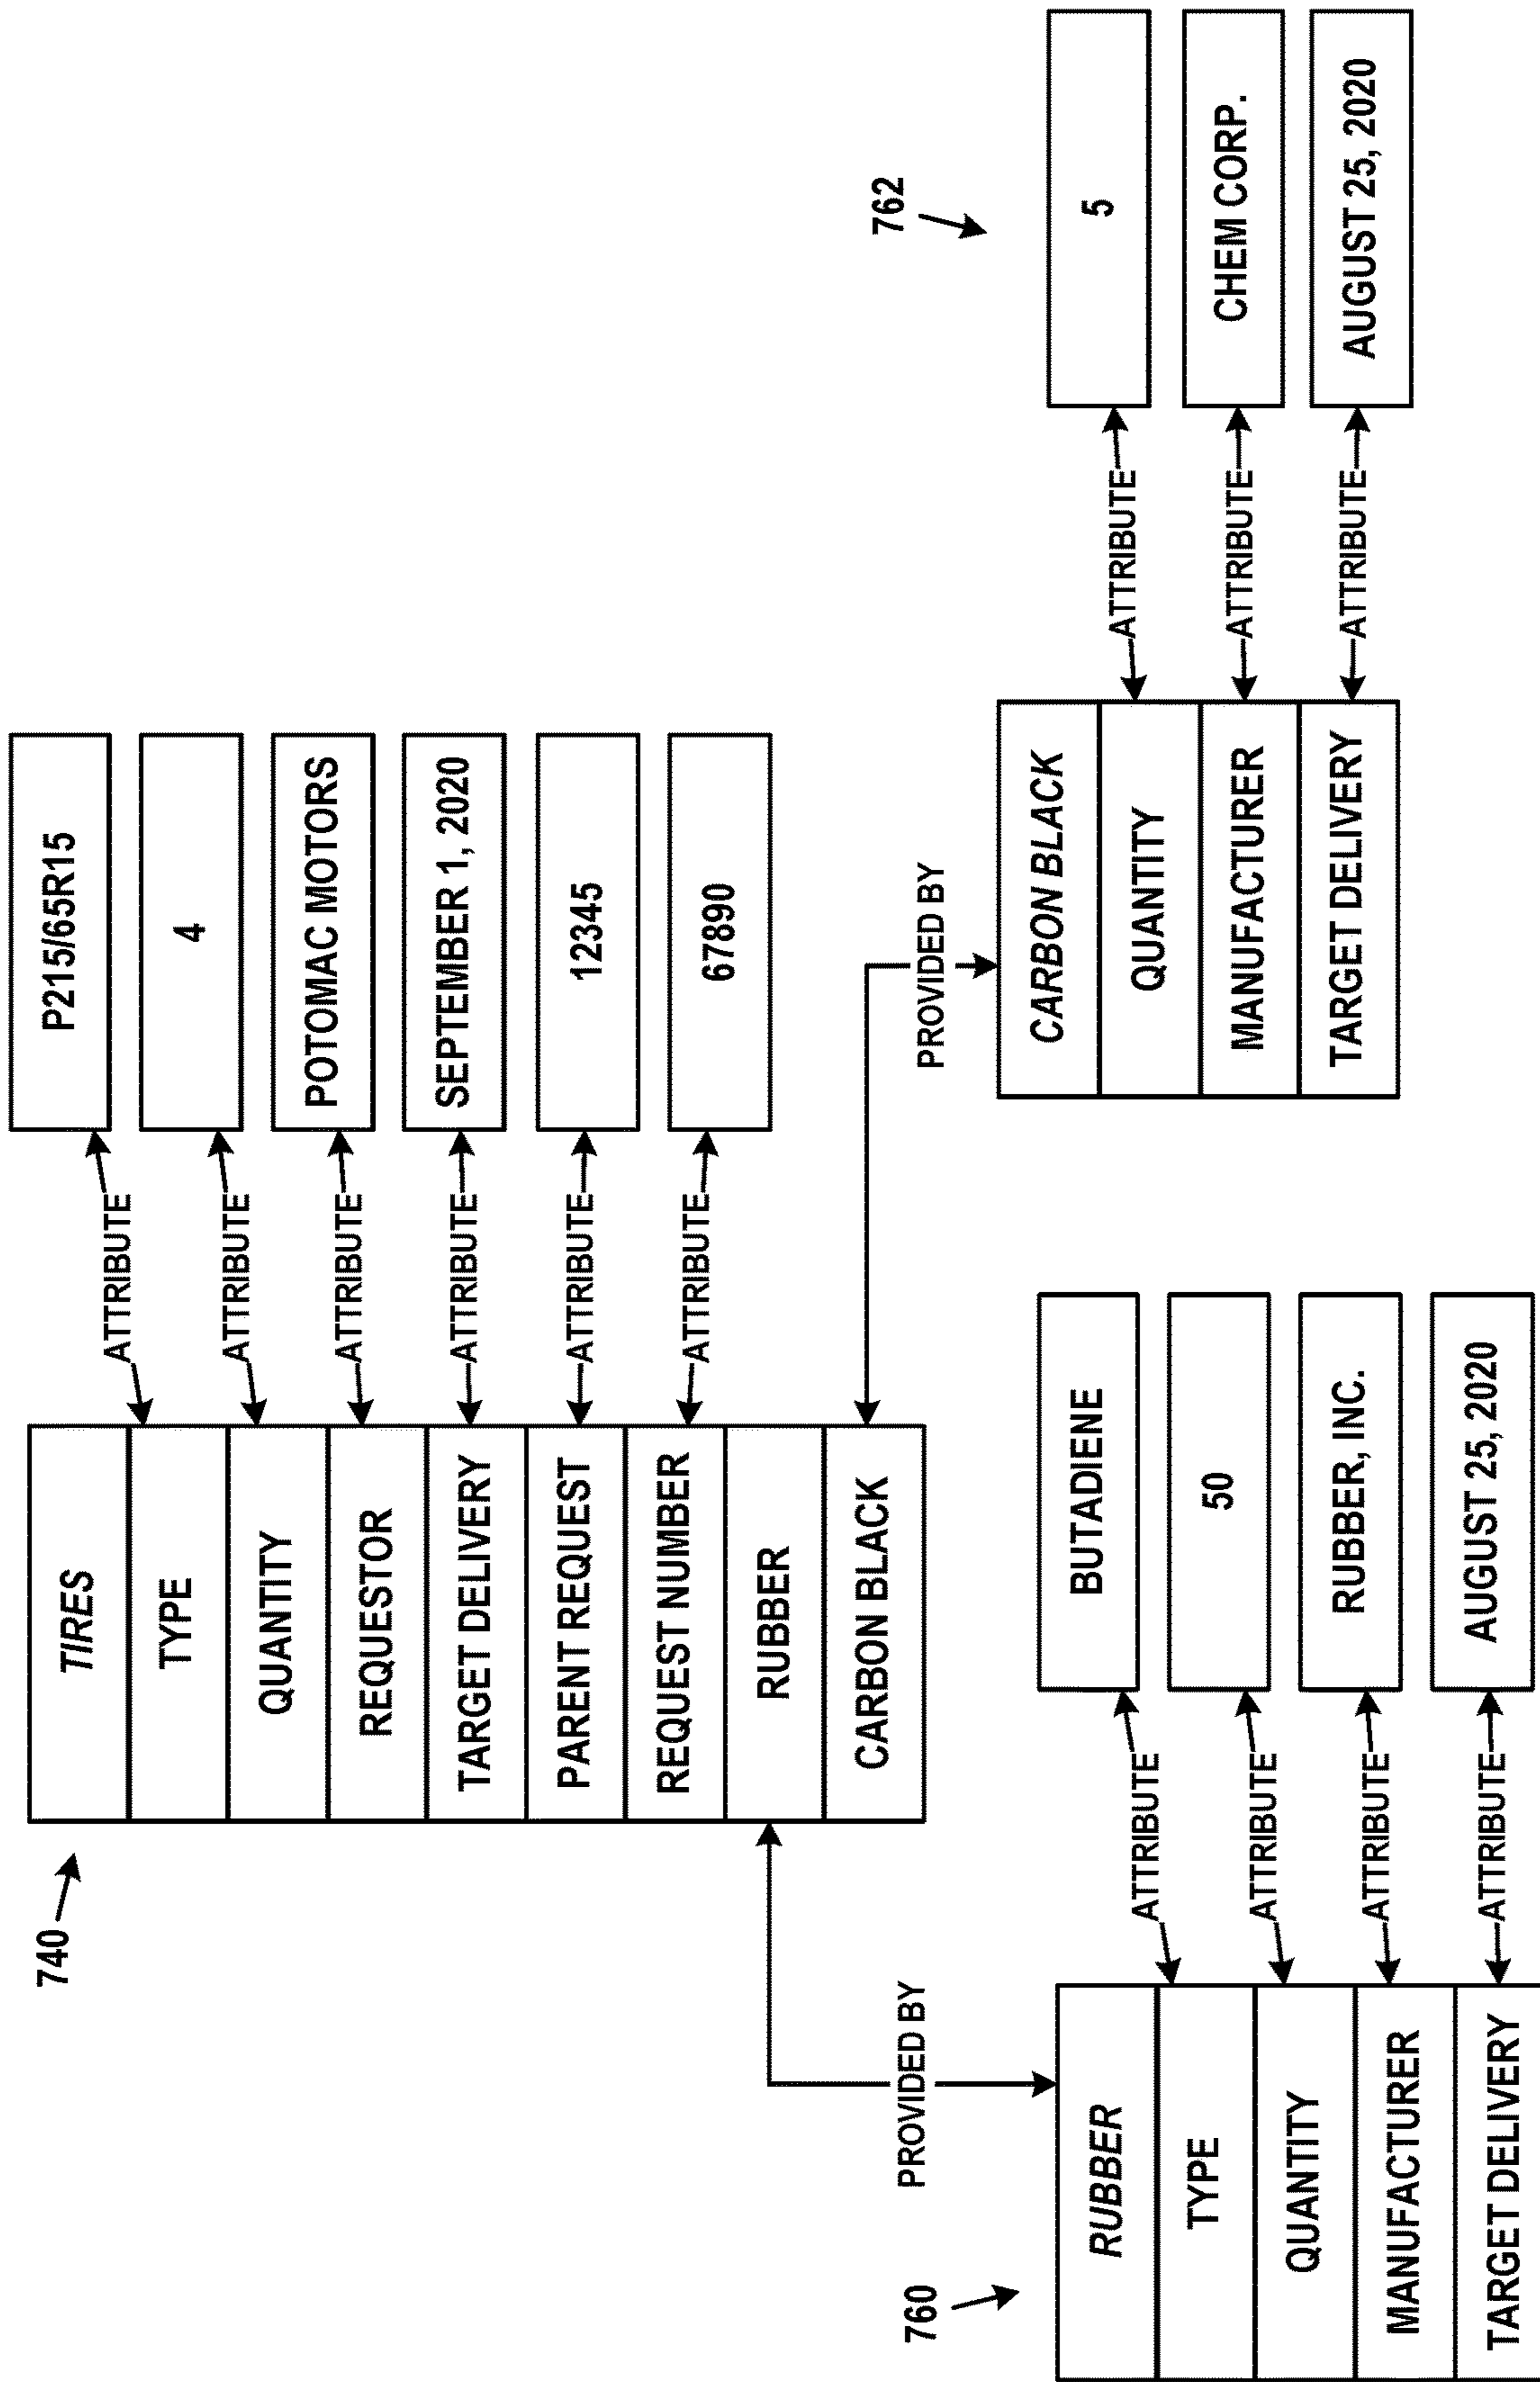 740
TIRES
TYPE
QUANTITY
REQUESTOR
TARGET DELIVERY
PARENT REQUEST
REQUEST NUMBER
RUBBER
CARBON BLACK
ATTRIBUTE
ATTRIBUTE
ATTRIBUTE
ATTRIBUTE
ATTRIBUTE
ATTRIBUTE
P215/65R15
4
POTOMAC MOTORS
SEPTEMBER 1, 2020
12345
67890
PROVIDED BY
PROVIDED BY
760
RUBBER
TYPE
QUANTITY
MANUFACTURER
TARGET DELIVERY
ATTRIBUTE
ATTRIBUTE
ATTRIBUTE
ATTRIBUTE
BUTADIENE
50
RUBBER, INC.
AUGUST 25, 2020
CARBON BLACK
QUANTITY
MANUFACTURER
TARGET DELIVERY
ATTRIBUTE
ATTRIBUTE
ATTRIBUTE
762
5
CHEM CORP.
AUGUST 25, 2020